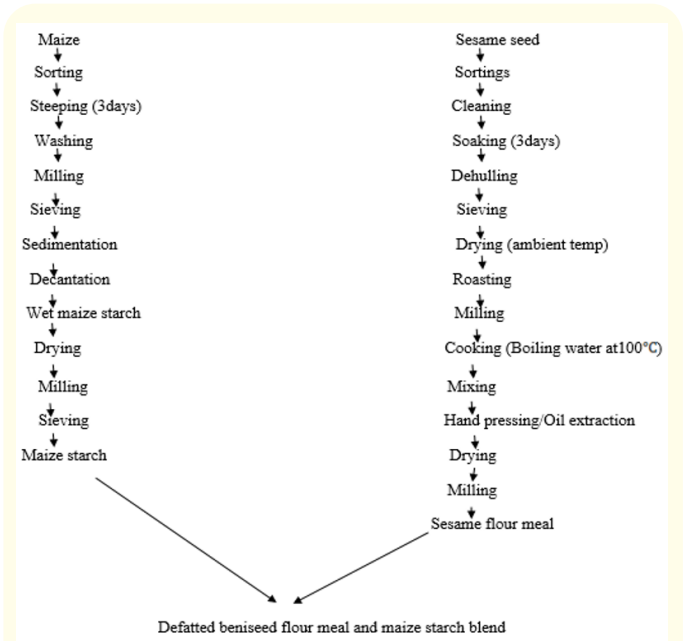 Maize
Sorting
Steeping (3days)
Washing
Milling
Sieving
Sedimentation
Decantation
Wet maize starch
Drying
Milling
Sieving
Maize starch
Sesame seed
Sortings
Cleaning
Soaking (3days)
Dehulling
Sieving
Drying (ambient temp)
Roasting
Milling
Cooking (Boiling water at100°C)
Mixing
Hand pressing/Oil extraction
Drying
Milling
Sesame flour meal
Defatted beniseed flour meal and maize starch blend